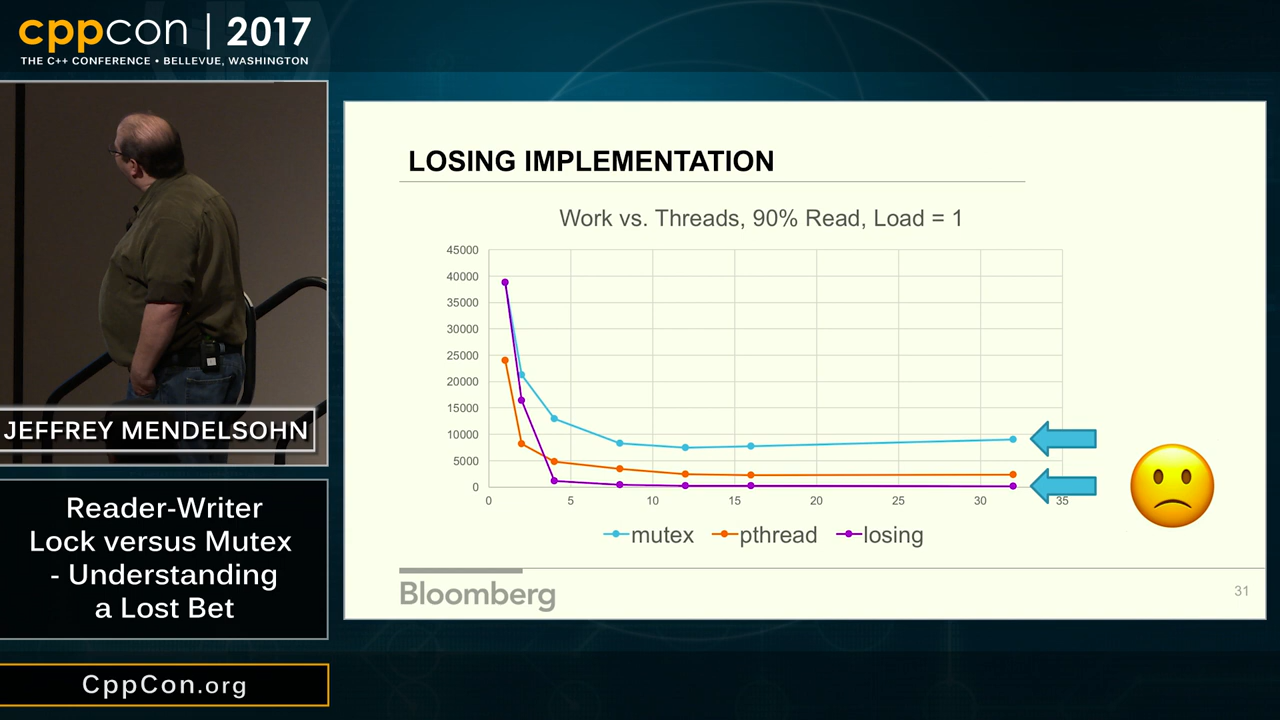 cppcon | 2017
THE C++ CONFERENCE • BELLEVUE, WASHINGTON
JEFFREY MENDELSOHN
Reader-Writer
Lock versus Mutex
- Understanding
a Lost Bet
CppCon.org
LOSING IMPLEMENTATION
Work vs. Threads, 90% Read, Load = 1
45000
40000
35000
30000
25000
20000
15000
10000
5000
0
0 5 10 15 20 25 30 35
mutex pthread losing
Bloomberg
31